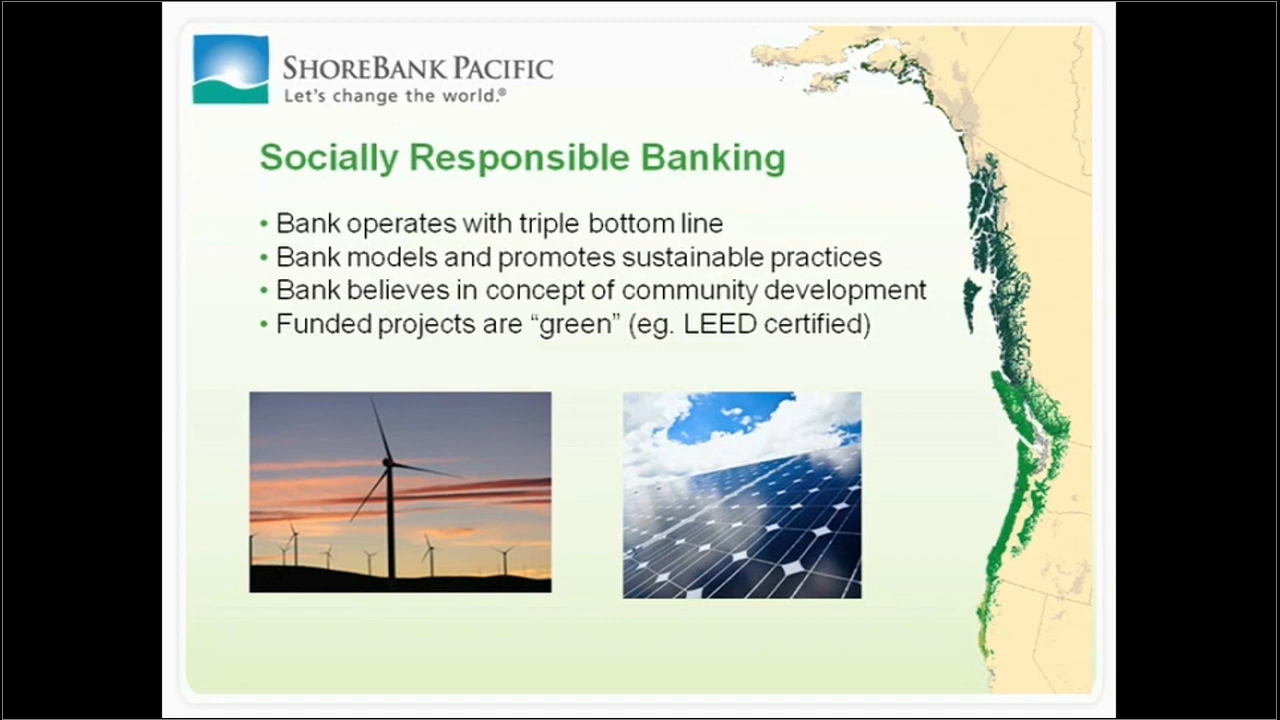 SHOREBANK PACIFIC
Let's change the world.®
Socially Responsible Banking
• Bank operates with triple bottom line
• Bank models and promotes sustainable practices
• Bank believes in concept of community development
• Funded projects are “green” (eg. LEED certified)